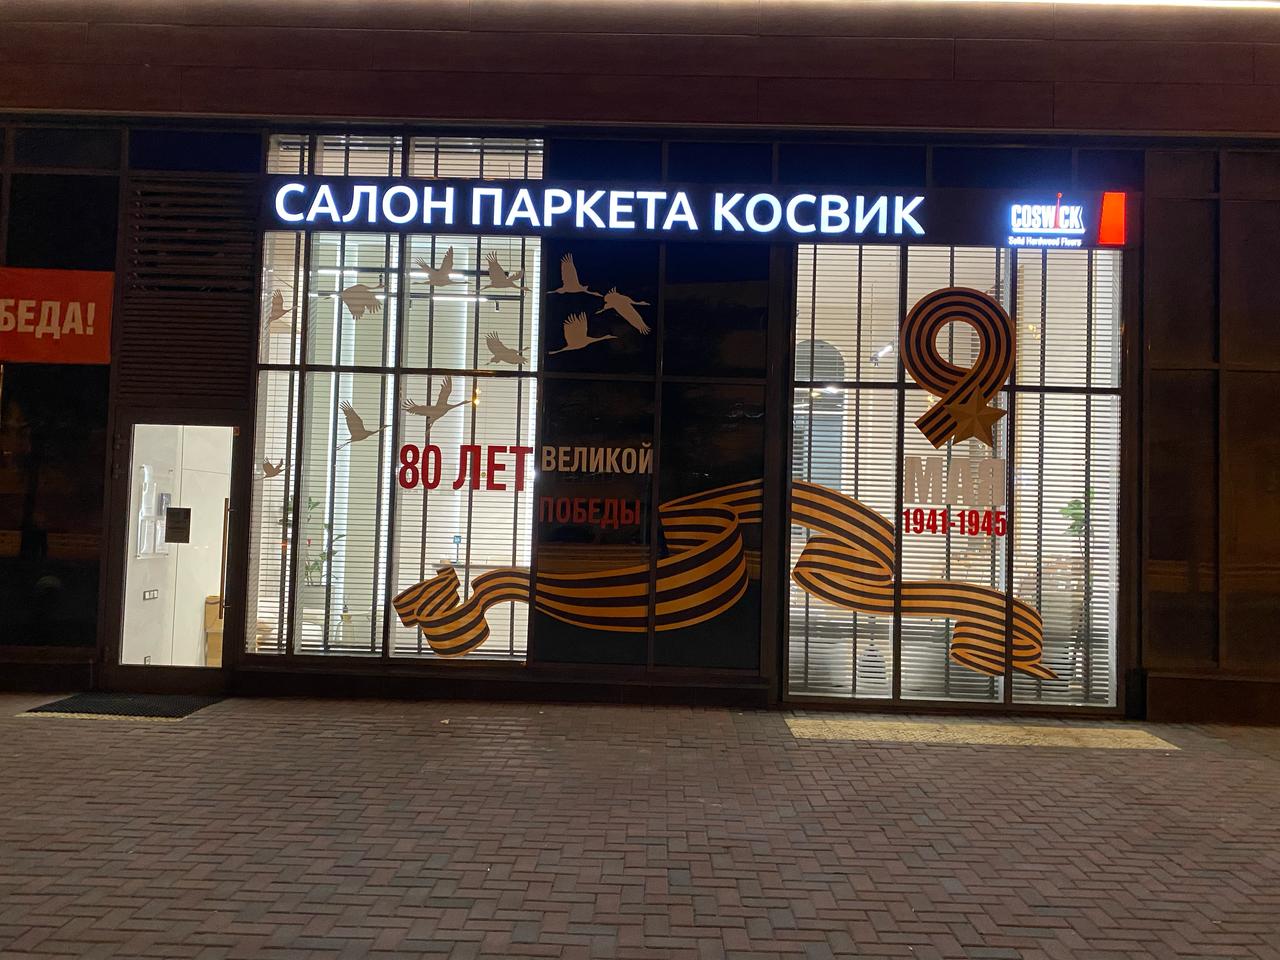 САЛОН ПАРКЕТА КОСВИК
COSWICK
Solid Hardwood Floors
БЕДА!
80 ЛЕТ ВЕЛИКОЙ
ПОБЕДЫ
9
МАЯ
1941-1945